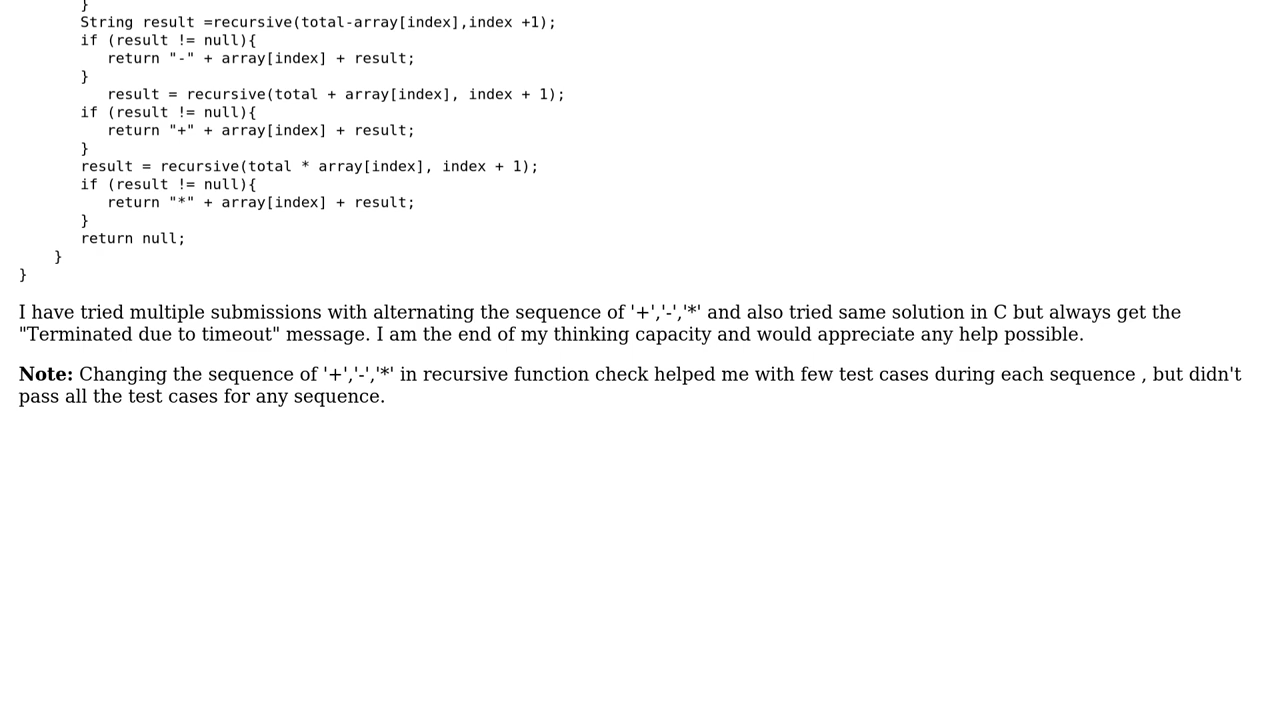 }
String result =recursive(total-array[index],index +1);
if (result != null){
return "-" + array[index] + result;
}
result = recursive(total + array[index], index + 1);
if (result != null){
return "+" + array[index] + result;
}
result = recursive(total * array[index], index + 1);
if (result != null){
return "*" + array[index] + result;
}
return null;
}
}
I have tried multiple submissions with alternating the sequence of '+','-','*' and also tried same solution in C but always get the
"Terminated due to timeout" message. I am the end of my thinking capacity and would appreciate any help possible.
Note: Changing the sequence of '+','-','*' in recursive function check helped me with few test cases during each sequence , but didn't
pass all the test cases for any sequence.